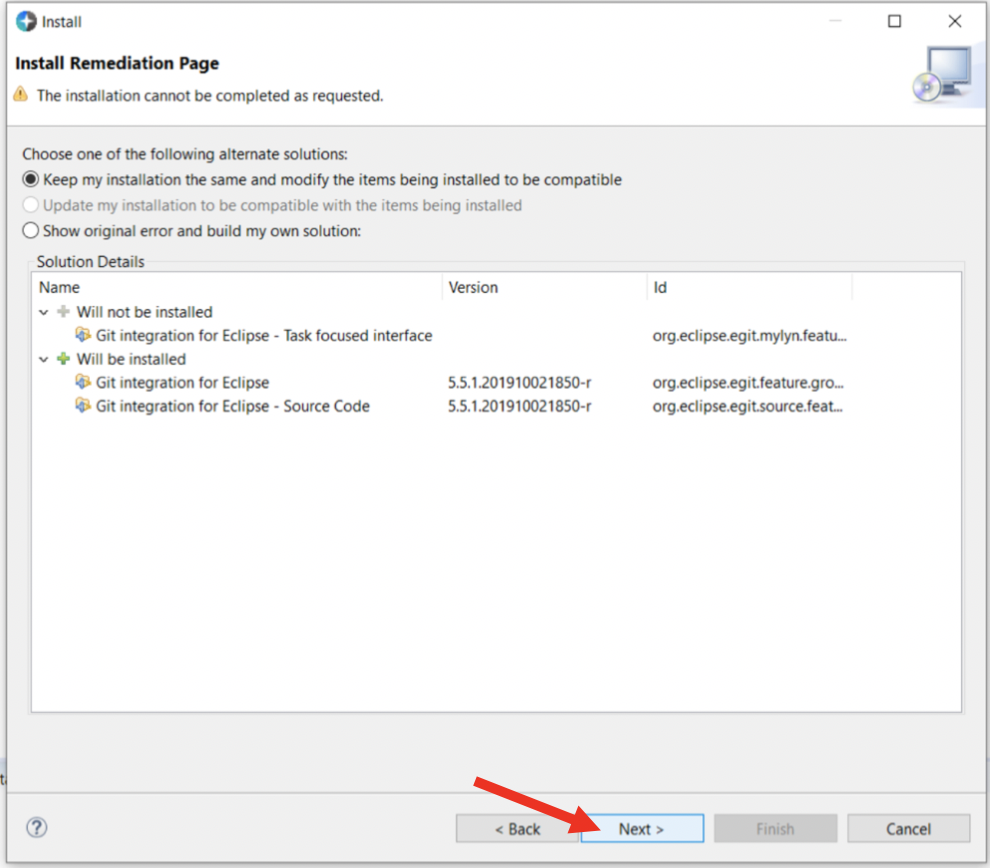 Install
Install Remediation Page
The installation cannot be completed as requested.
Choose one of the following alternate solutions:
Keep my installation the same and modify the items being installed to be compatible
Update my installation to be compatible with the items being installed
Show original error and build my own solution:
Solution Details
Name Version Id
Will not be installed
Git integration for Eclipse - Task focused interface org.eclipse.egit.mylyn.featu...
Will be installed
Git integration for Eclipse 5.5.1.201910021850-r org.eclipse.egit.feature.gro...
Git integration for Eclipse - Source Code 5.5.1.201910021850-r org.eclipse.egit.source.feat...
? < Back Next > Finish Cancel